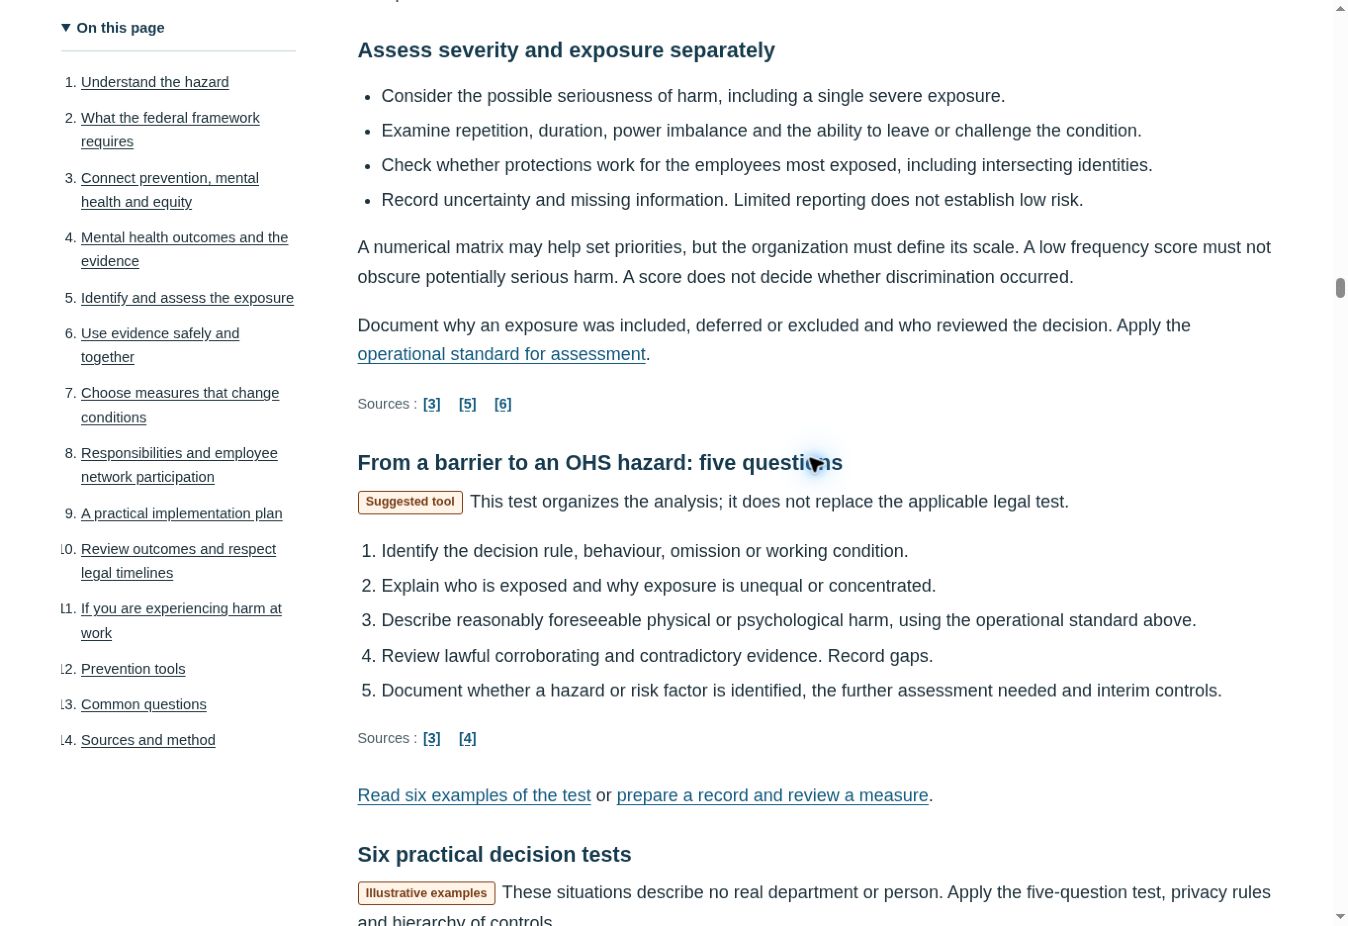 ▼ On this page
1. Understand the hazard
2. What the federal framework
requires
3. Connect prevention, mental
health and equity
4. Mental health outcomes and the
evidence
5. Identify and assess the exposure
6. Use evidence safely and
together
7. Choose measures that change
conditions
8. Responsibilities and employee
network participation
9. A practical implementation plan
10. Review outcomes and respect
legal timelines
11. If you are experiencing harm at
work
12. Prevention tools
13. Common questions
14. Sources and method
Assess severity and exposure separately
• Consider the possible seriousness of harm, including a single severe exposure.
• Examine repetition, duration, power imbalance and the ability to leave or challenge the condition.
• Check whether protections work for the employees most exposed, including intersecting identities.
• Record uncertainty and missing information. Limited reporting does not establish low risk.
A numerical matrix may help set priorities, but the organization must define its scale. A low frequency score must not
obscure potentially serious harm. A score does not decide whether discrimination occurred.
Document why an exposure was included, deferred or excluded and who reviewed the decision. Apply the
operational standard for assessment.
Sources : [3] [5] [6]
From a barrier to an OHS hazard: five questions
Suggested tool This test organizes the analysis; it does not replace the applicable legal test.
1. Identify the decision rule, behaviour, omission or working condition.
2. Explain who is exposed and why exposure is unequal or concentrated.
3. Describe reasonably foreseeable physical or psychological harm, using the operational standard above.
4. Review lawful corroborating and contradictory evidence. Record gaps.
5. Document whether a hazard or risk factor is identified, the further assessment needed and interim controls.
Sources : [3] [4]
Read six examples of the test or prepare a record and review a measure.
Six practical decision tests
Illustrative examples These situations describe no real department or person. Apply the five-question test, privacy rules
and hierarchy of controls.